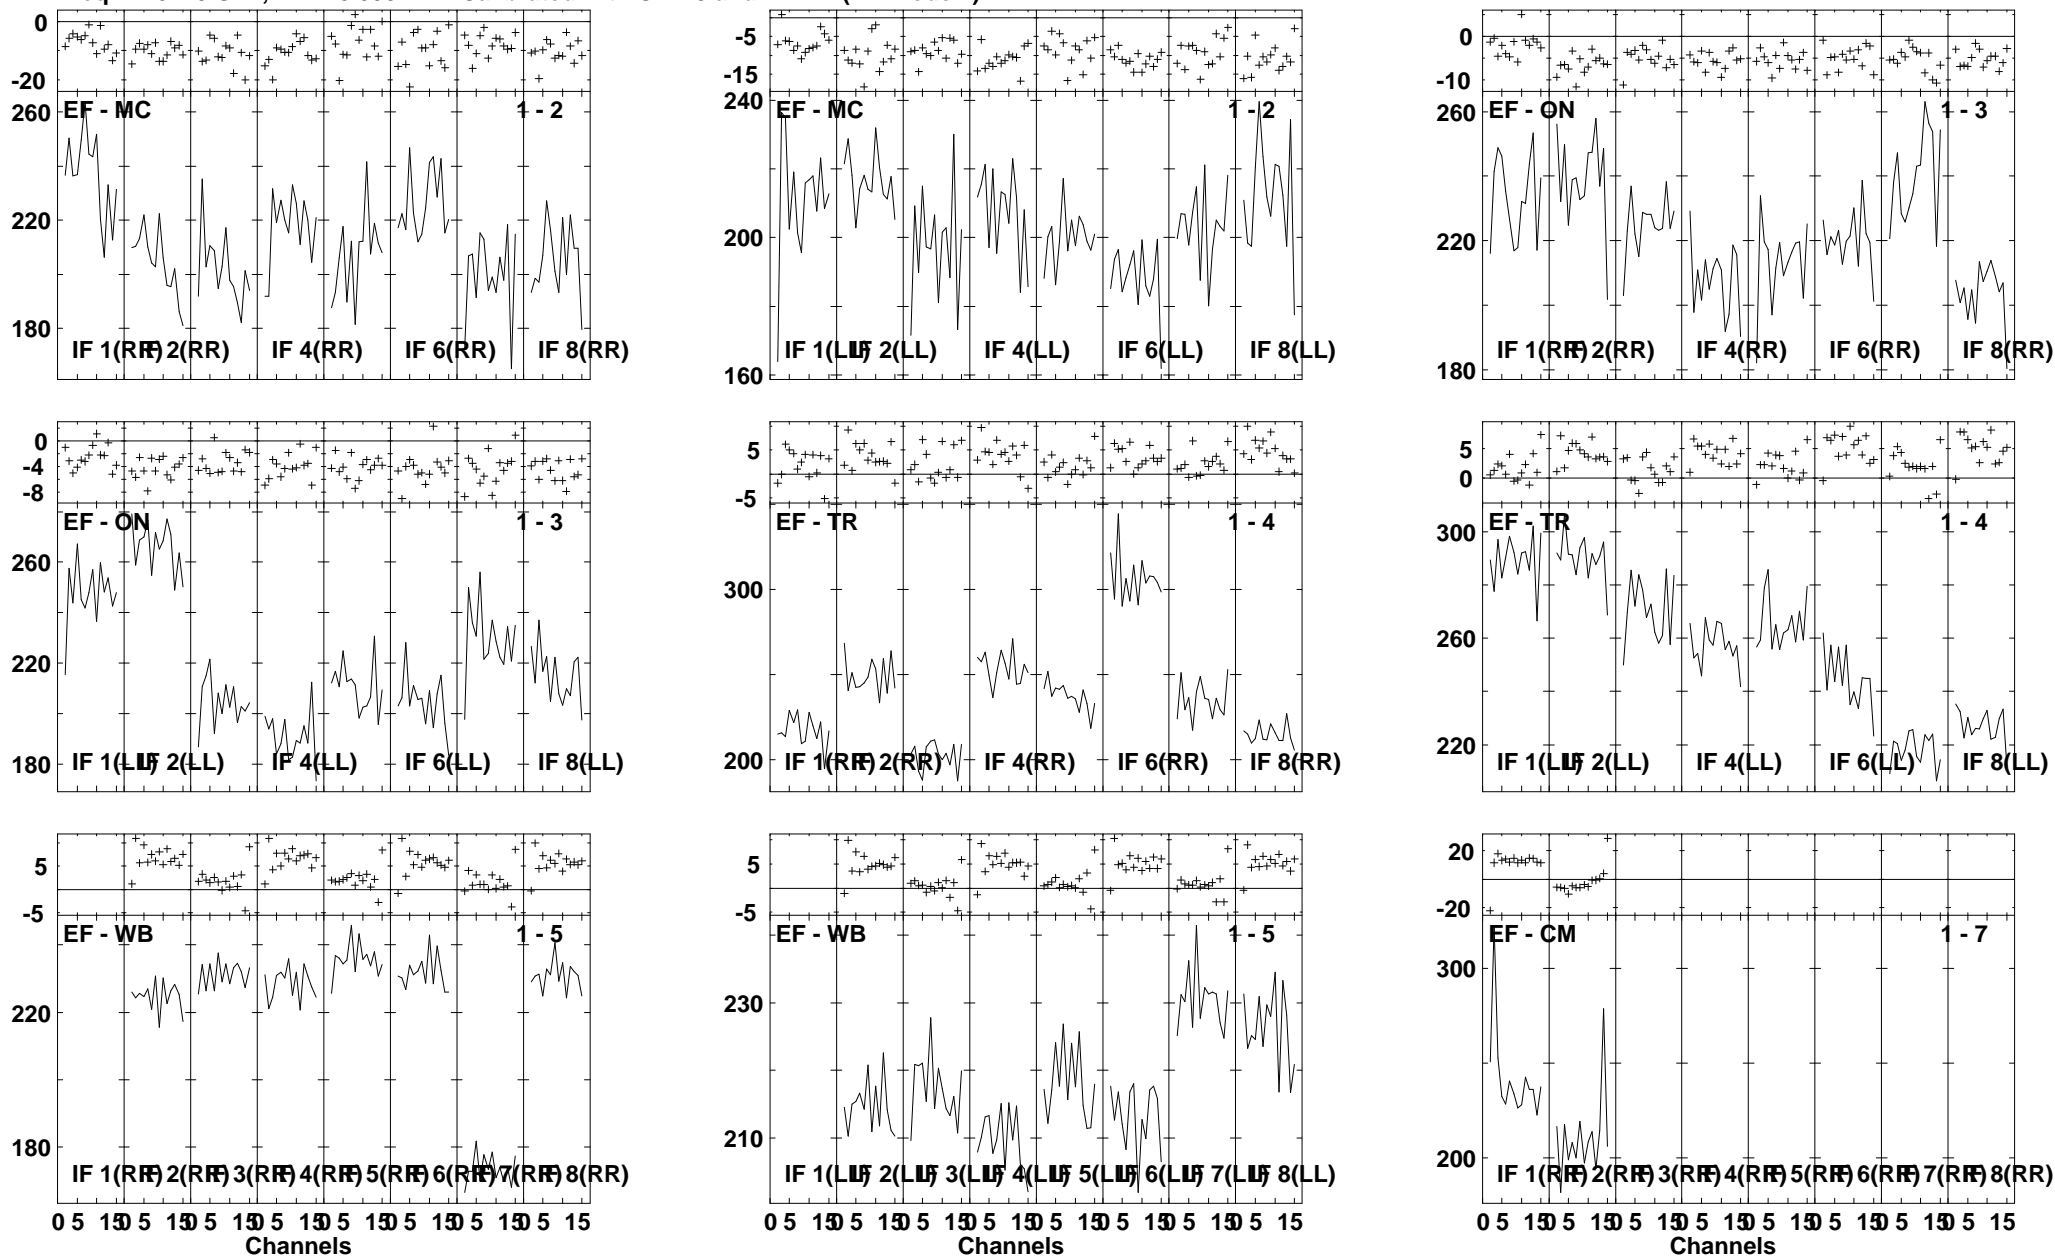 0 -20 260 220 180
EF - MC 1 - 2
IF 1(RR) IF 2(RR) IF 4(RR) IF 6(RR) IF 8(RR)
-5 -15 240 200 160
EF - MC 1 - 2
IF 1(LL) IF 2(LL) IF 4(LL) IF 6(LL) IF 8(LL)
0 -10 260 220 180
EF - ON 1 - 3
IF 1(RR) IF 2(RR) IF 4(RR) IF 6(RR) IF 8(RR)
0 -4 -8 260 220 180
EF - ON 1 - 3
IF 1(LL) IF 2(LL) IF 4(LL) IF 6(LL) IF 8(LL)
5 -5 300 200
EF - TR 1 - 4
IF 1(RR) IF 2(RR) IF 4(RR) IF 6(RR) IF 8(RR)
5 0 300 260 220
EF - TR 1 - 4
IF 1(LL) IF 2(LL) IF 4(LL) IF 6(LL) IF 8(LL)
5 -5 220 180
EF - WB 1 - 5
IF 1(RR) IF 2(RR) IF 3(RR) IF 4(RR) IF 5(RR) IF 6(RR) IF 7(RR) IF 8(RR)
0 5 15 0 5 15 0 5 15 0 5 15 0 5 15 0 5 15 0 5 15 0 5 15
Channels
5 -5 230 210
EF - WB 1 - 5
IF 1(LL) IF 2(LL) IF 3(LL) IF 4(LL) IF 5(LL) IF 6(LL) IF 7(LL) IF 8(LL)
0 5 15 0 5 15 0 5 15 0 5 15 0 5 15 0 5 15 0 5 15 0 5 15
Channels
20 -20 300 200
EF - CM 1 - 7
IF 1(RR) IF 2(RR) IF 3(RR) IF 4(RR) IF 5(RR) IF 6(RR) IF 7(RR) IF 8(RR)
0 5 15 0 5 15 0 5 15 0 5 15 0 5 15 0 5 15 0 5 15 0 5 15
Channels